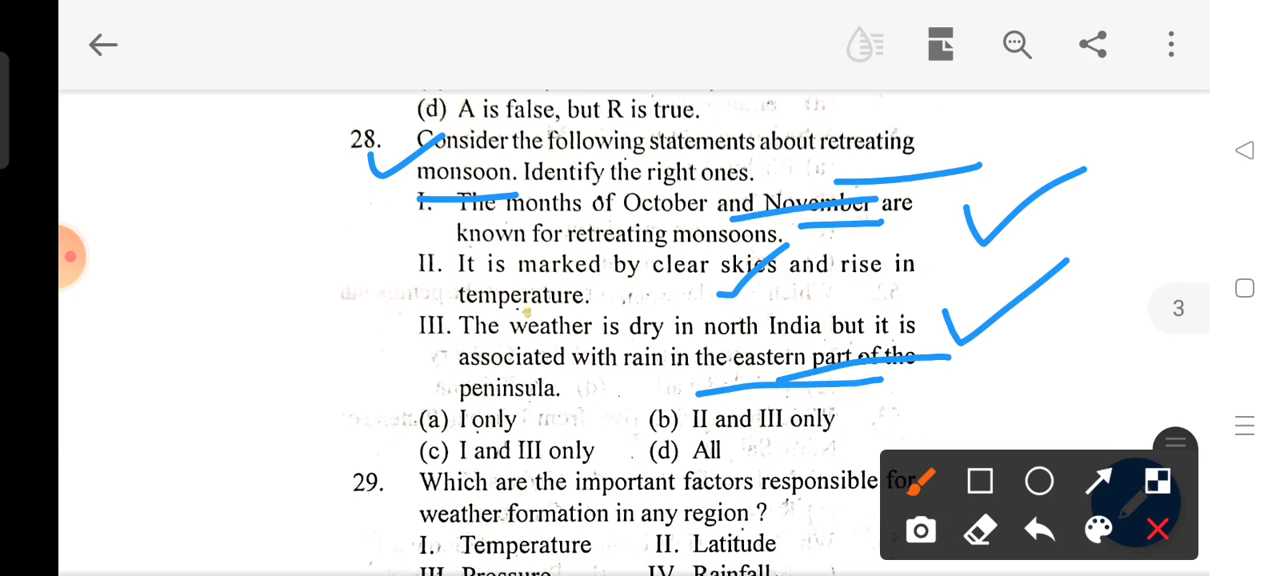 (d) A is false, but R is true.
28. Consider the following statements about retreating
monsoon. Identify the right ones.
I. The months of October and November are
known for retreating monsoons.
II. It is marked by clear skies and rise in
temperature.
III. The weather is dry in north India but it is
associated with rain in the eastern part of the
peninsula.
(a) I only (b) II and III only
(c) I and III only (d) All
29. Which are the important factors responsible for
weather formation in any region ?
I. Temperature II. Latitude
III. Pressure IV. Rainfall
3